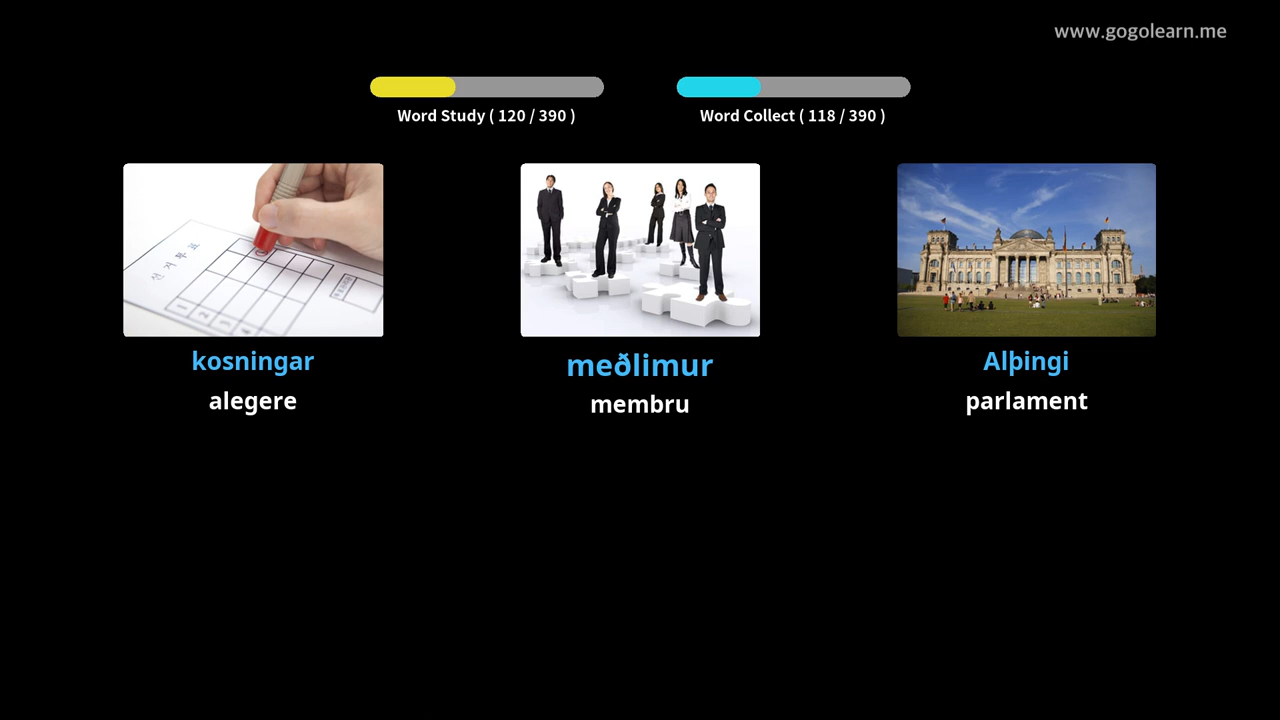 www.gogolearn.me
Word Study ( 120 / 390 )
Word Collect ( 118 / 390 )
kosningar
alegere
meðlimur
membru
Alþingi
parlament